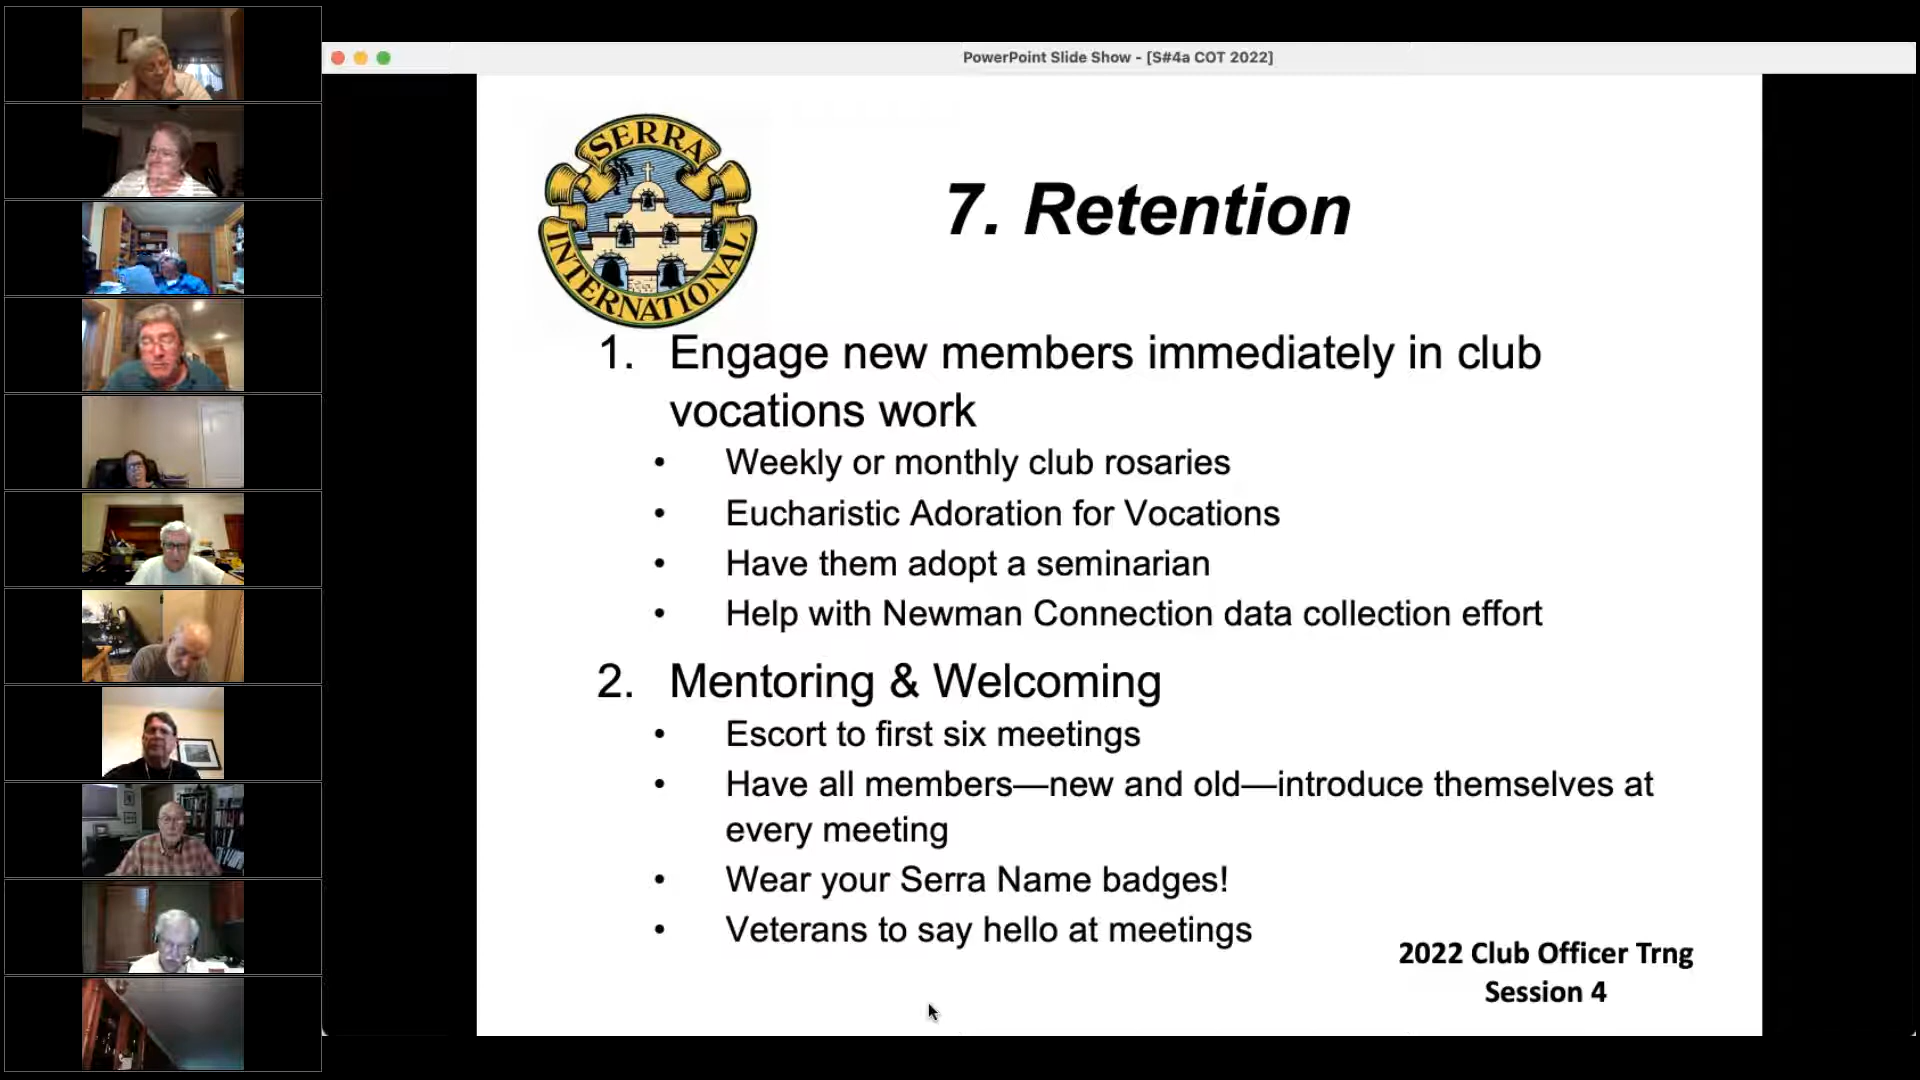 PowerPoint Slide Show - [S#4a COT 2022]
SERRA
INTERNATIONAL
7. Retention
1. Engage new members immediately in club
vocations work
• Weekly or monthly club rosaries
• Eucharistic Adoration for Vocations
• Have them adopt a seminarian
• Help with Newman Connection data collection effort
2. Mentoring & Welcoming
• Escort to first six meetings
• Have all members—new and old—introduce themselves at
every meeting
• Wear your Serra Name badges!
• Veterans to say hello at meetings
2022 Club Officer Trng
Session 4